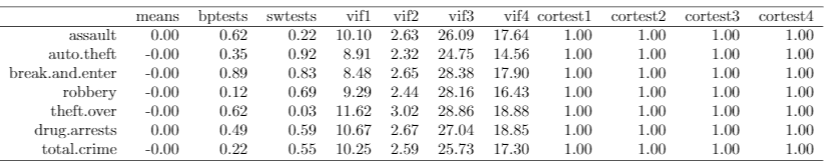 means bptests swtests vif1 vif2 vif3 vif4 cortest1 cortest2 cortest3 cortest4
assault 0.00 0.62 0.22 10.10 2.63 26.09 17.64 1.00 1.00 1.00 1.00
auto.theft -0.00 0.35 0.92 8.91 2.32 24.75 14.56 1.00 1.00 1.00 1.00
break.and.enter -0.00 0.89 0.83 8.48 2.65 28.38 17.90 1.00 1.00 1.00 1.00
robbery -0.00 0.12 0.69 9.29 2.44 28.16 16.43 1.00 1.00 1.00 1.00
theft.over -0.00 0.62 0.03 11.62 3.02 28.86 18.88 1.00 1.00 1.00 1.00
drug.arrests 0.00 0.49 0.59 10.67 2.67 27.04 18.85 1.00 1.00 1.00 1.00
total.crime -0.00 0.22 0.55 10.25 2.59 25.73 17.30 1.00 1.00 1.00 1.00